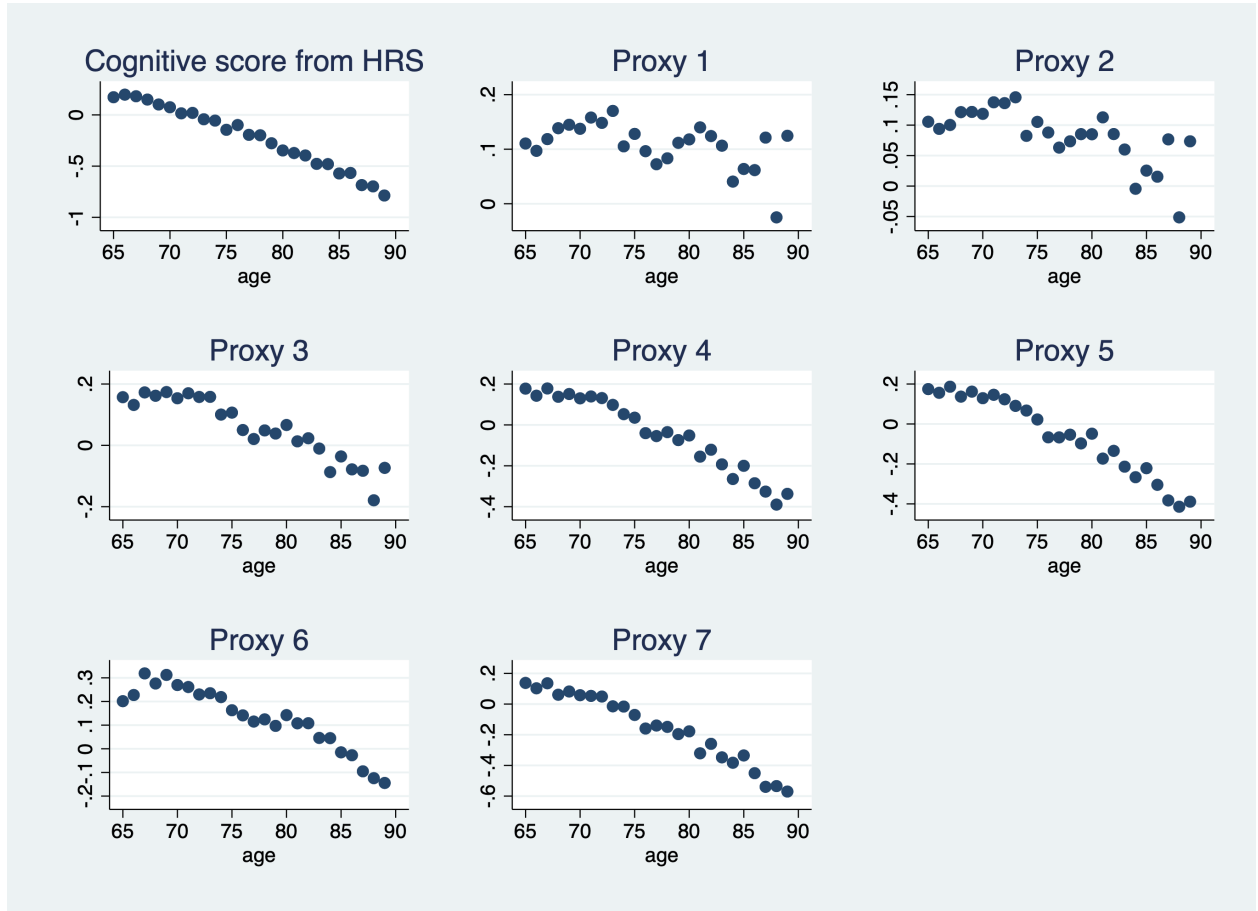 Cognitive score from HRS
0
-.5
-1
65 70 75 80 85 90
age
Proxy 1
.2
.1
0
65 70 75 80 85 90
age
Proxy 2
.15
.1
.05
0
-.05
65 70 75 80 85 90
age
Proxy 3
.2
0
-.2
65 70 75 80 85 90
age
Proxy 4
.2
0
-.2
-.4
65 70 75 80 85 90
age
Proxy 5
.2
0
-.2
-.4
65 70 75 80 85 90
age
Proxy 6
.3
.2
.1
0
-.1
-.2
65 70 75 80 85 90
age
Proxy 7
.2
0
-.2
-.4
-.6
65 70 75 80 85 90
age